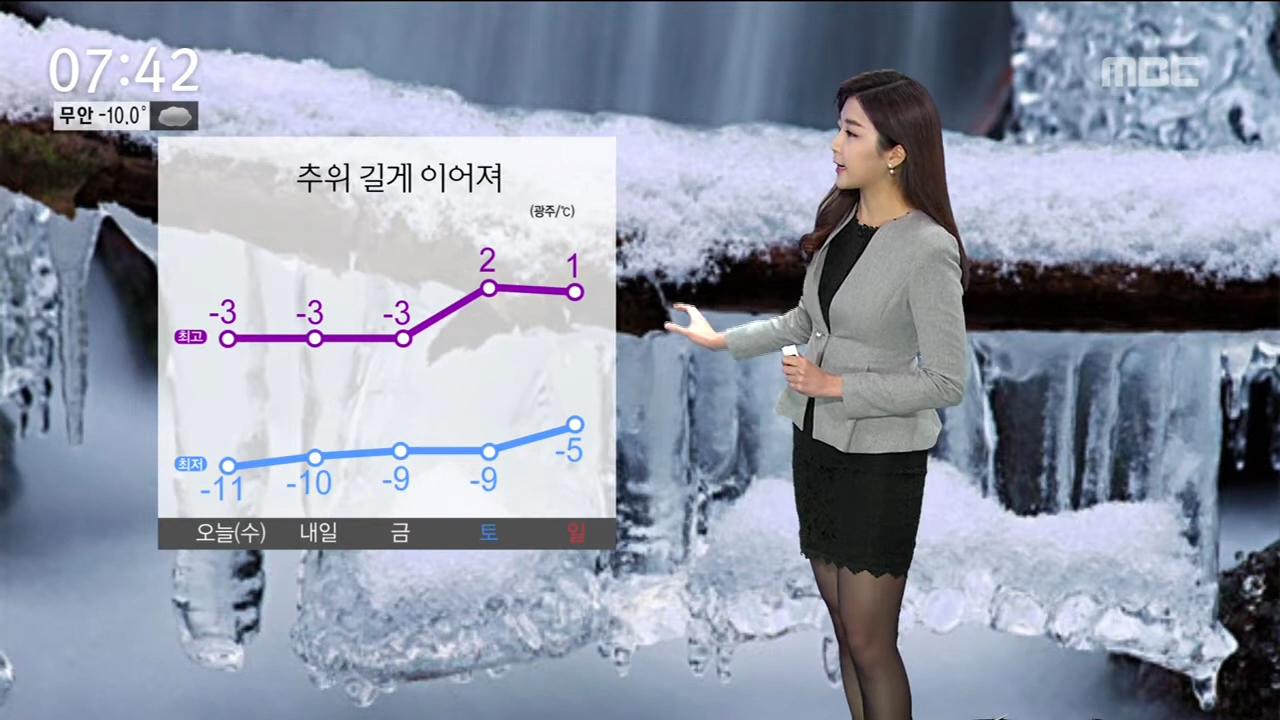 07:42
MBC
무안 -10.0°
추위 길게 이어져
(광주/℃)
2
1
-3
-3
-3
최고
최저
-11
-10
-9
-9
-5
오늘(수) 내일 금 토 일